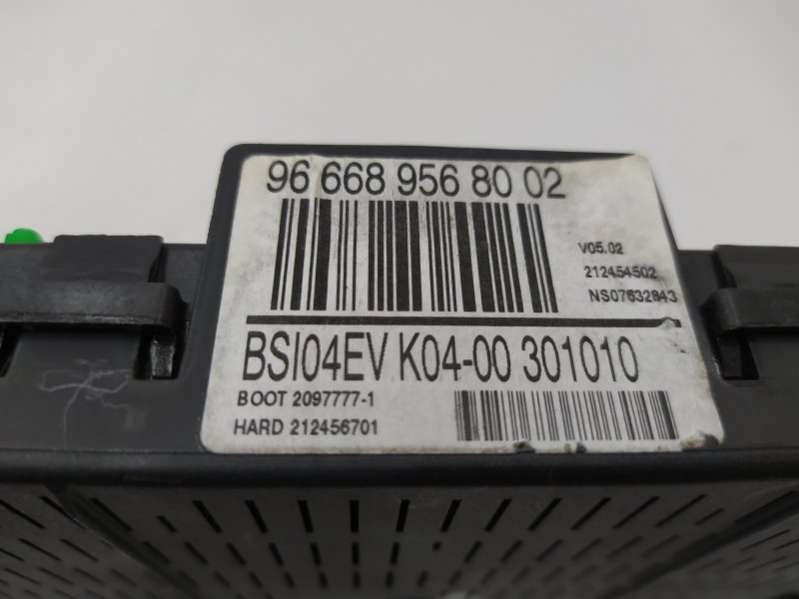 96 668 956 80 02
V05.02
212454502
NS07632843
BSI04EV K04-00 301010
BOOT 2097777-1
HARD 212456701